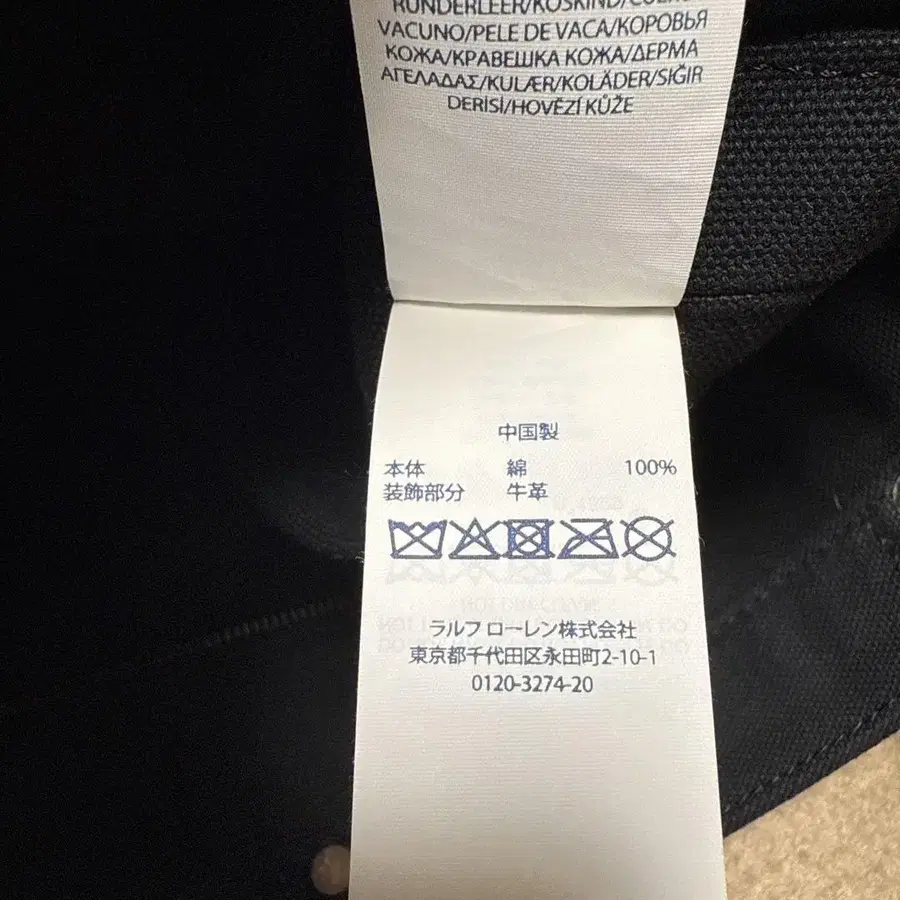 RUNDERLEER/KOSKIND/CUERO
VACUNO/PELE DE VACA/КОРОВЬЯ
КОЖА/КРАВЕШКА КОЖА/ΔΕΡΜΑ
ΑΓΕΛΑΔΑΣ/KULÆR/KOLÄDER/SIĞIR
DERİSİ/HOVĚZÍ KŮŽE
中国製
本体 綿 100%
装飾部分 牛革
ラルフ ローレン株式会社
東京都千代田区永田町2-10-1
0120-3274-20